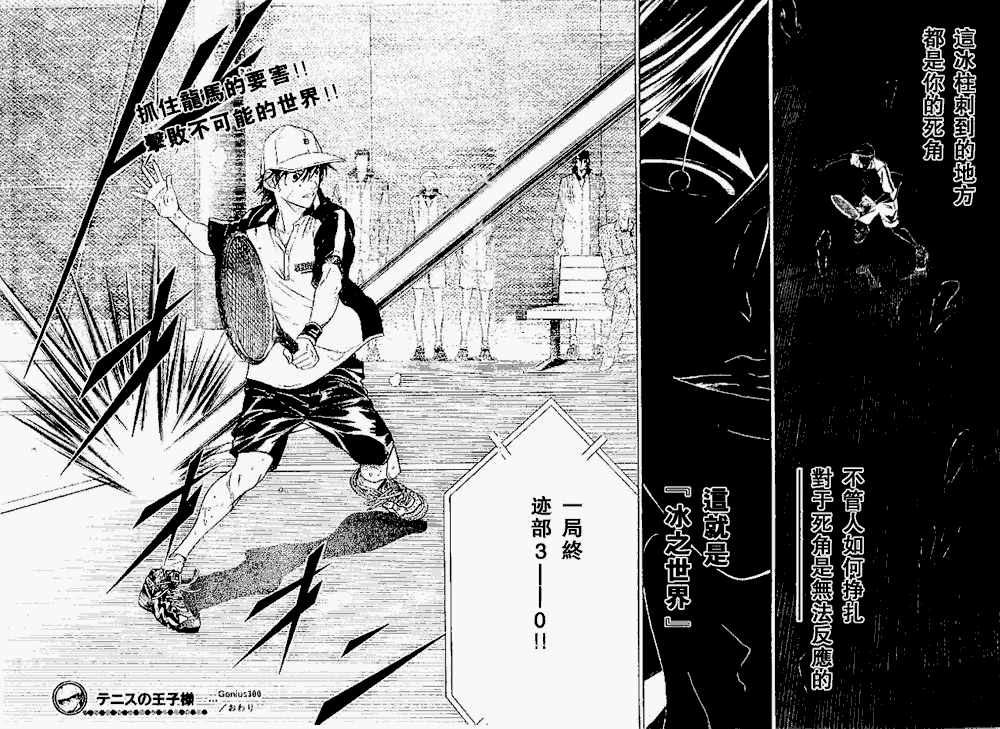 這冰柱刺到的地方
都是你的死角
不管人如何掙扎
對于死角是無法反應的
這就是
『冰之世界』
一局終
迹部3——0!!
抓住龍馬的要害!!
擊敗不可能的世界!!
テニスの王子様
…Genius300
／おわり